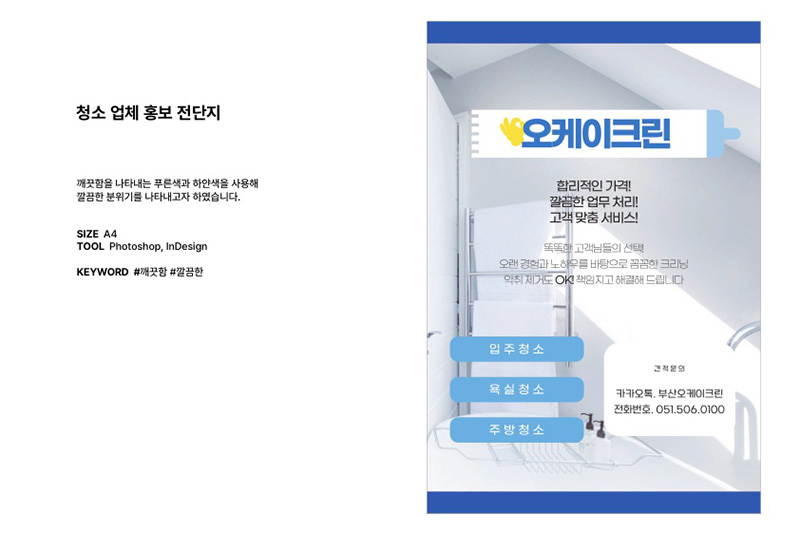 청소 업체 홍보 전단지
깨끗함을 나타내는 푸른색과 하얀색을 사용해
깔끔한 분위기를 나타내고자 하였습니다.
SIZE A4
TOOL Photoshop, InDesign
KEYWORD #깨끗함 #깔끔한
오케이크린
합리적인 가격!
깔끔한 업무 처리!
고객 맞춤 서비스!
똑똑한 고객님들의 선택!
오랜 경험과 노하우를 바탕으로 꼼꼼한 크리닝
악취 제거도 OK! 책임지고 해결해 드립니다
입주청소
욕실청소
주방청소
견적문의
카카오톡. 부산오케이크린
전화번호. 051.506.0100